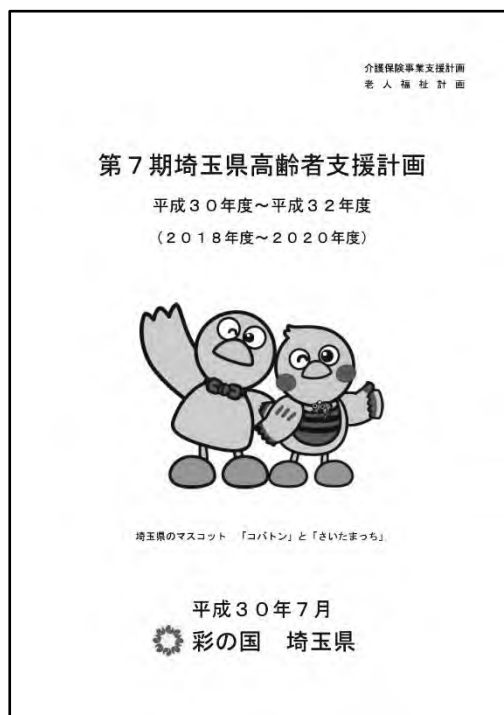 介護保険事業支援計画
老人福祉計画
第７期埼玉県高齢者支援計画
平成３０年度～平成３２年度
（２０１８年度～２０２０年度）
埼玉県のマスコット　「コバトン」と「さいたまっち」
平成３０年７月
彩の国　埼玉県